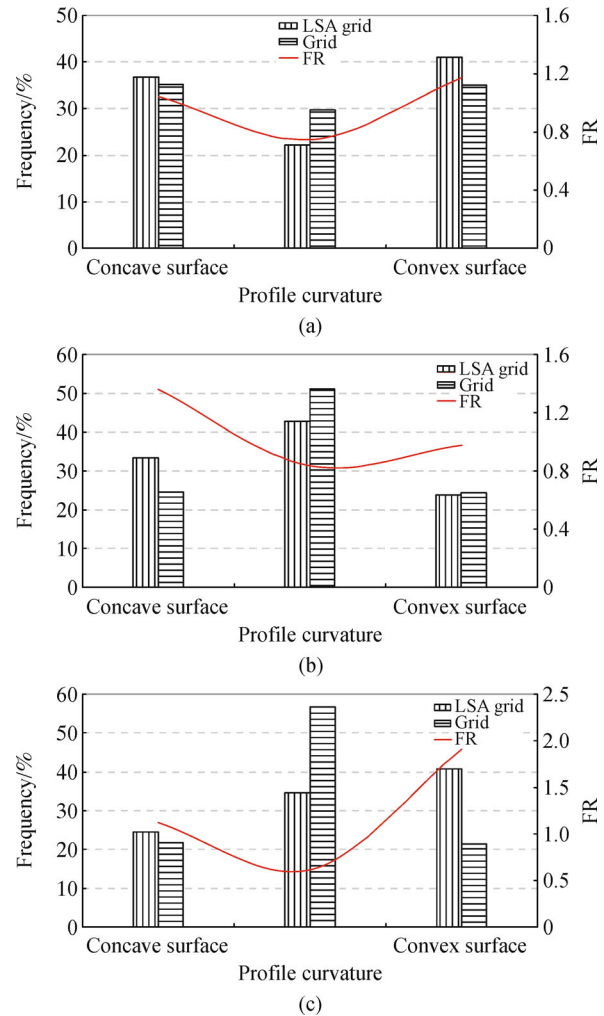 50
40
30
20
10
0
Frequency/%
LSA grid
Grid
FR
1.6
1.2
0.8
0.4
0
FR
Concave surface
Convex surface
Profile curvature
(a)
60
50
40
30
20
10
0
Frequency/%
LSA grid
Grid
FR
1.6
1.2
0.8
0.4
0
FR
Concave surface
Convex surface
Profile curvature
(b)
60
50
40
30
20
10
0
Frequency/%
LSA grid
Grid
FR
2.5
2.0
1.5
1.0
0.5
0
FR
Concave surface
Convex surface
Profile curvature
(c)